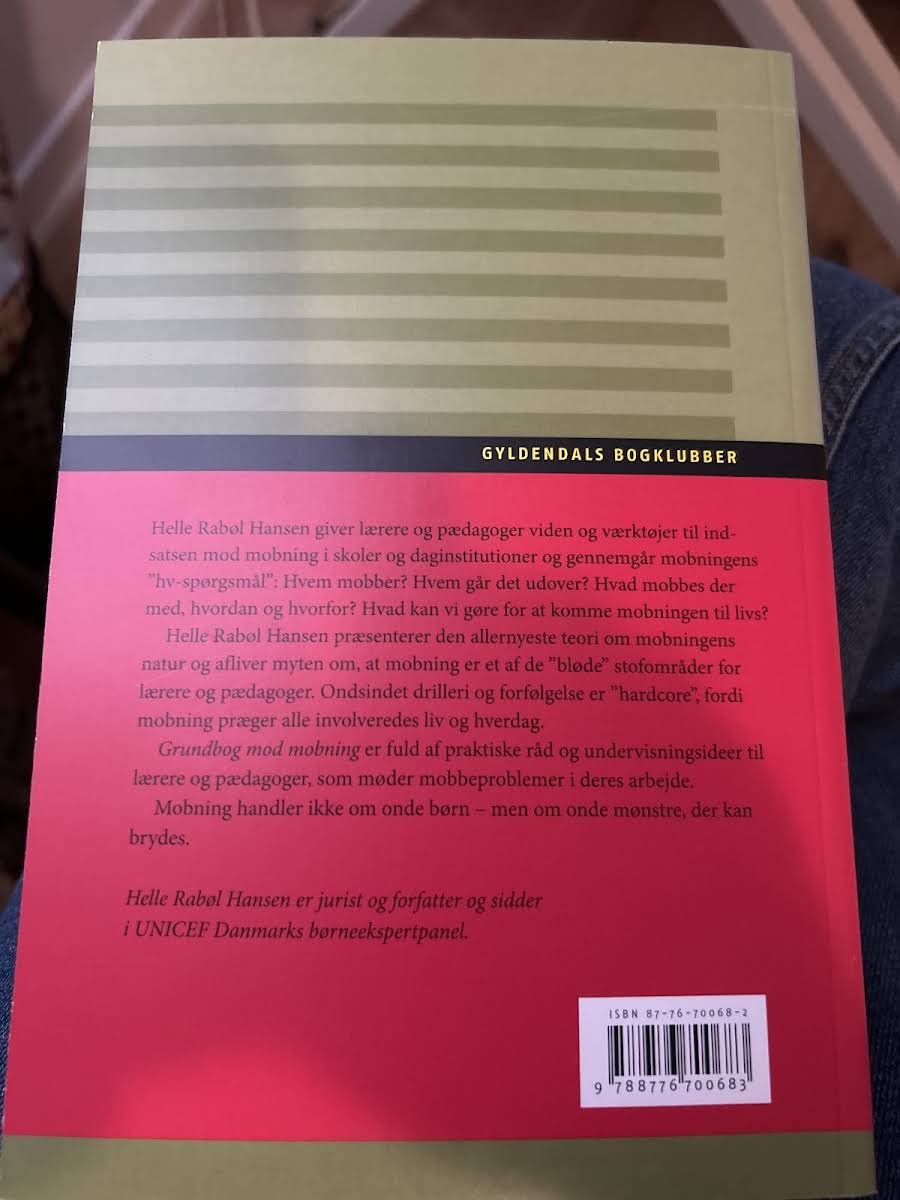 GYLDENDALS BOGKLUBBER
Helle Rabøl Hansen giver lærere og pædagoger viden og værktøjer til ind-
satsen mod mobning i skoler og daginstitutioner og gennemgår mobningens
”hv-spørgsmål”: Hvem mobber? Hvem går det udover? Hvad mobbes der
med, hvordan og hvorfor? Hvad kan vi gøre for at komme mobningen til livs?
Helle Rabøl Hansen præsenterer den allernyeste teori om mobningens
natur og afliver myten om, at mobning er et af de ”bløde” stofområder for
lærere og pædagoger. Ondsindet drilleri og forfølgelse er ”hardcore”, fordi
mobning præger alle involveredes liv og hverdag.
Grundbog mod mobning er fuld af praktiske råd og undervisningsideer til
lærere og pædagoger, som møder mobbeproblemer i deres arbejde.
Mobning handler ikke om onde børn – men om onde mønstre, der kan
brydes.
Helle Rabøl Hansen er jurist og forfatter og sidder
i UNICEF Danmarks børneekspertpanel.
ISBN 87-76-70068-2
9 788776 700683